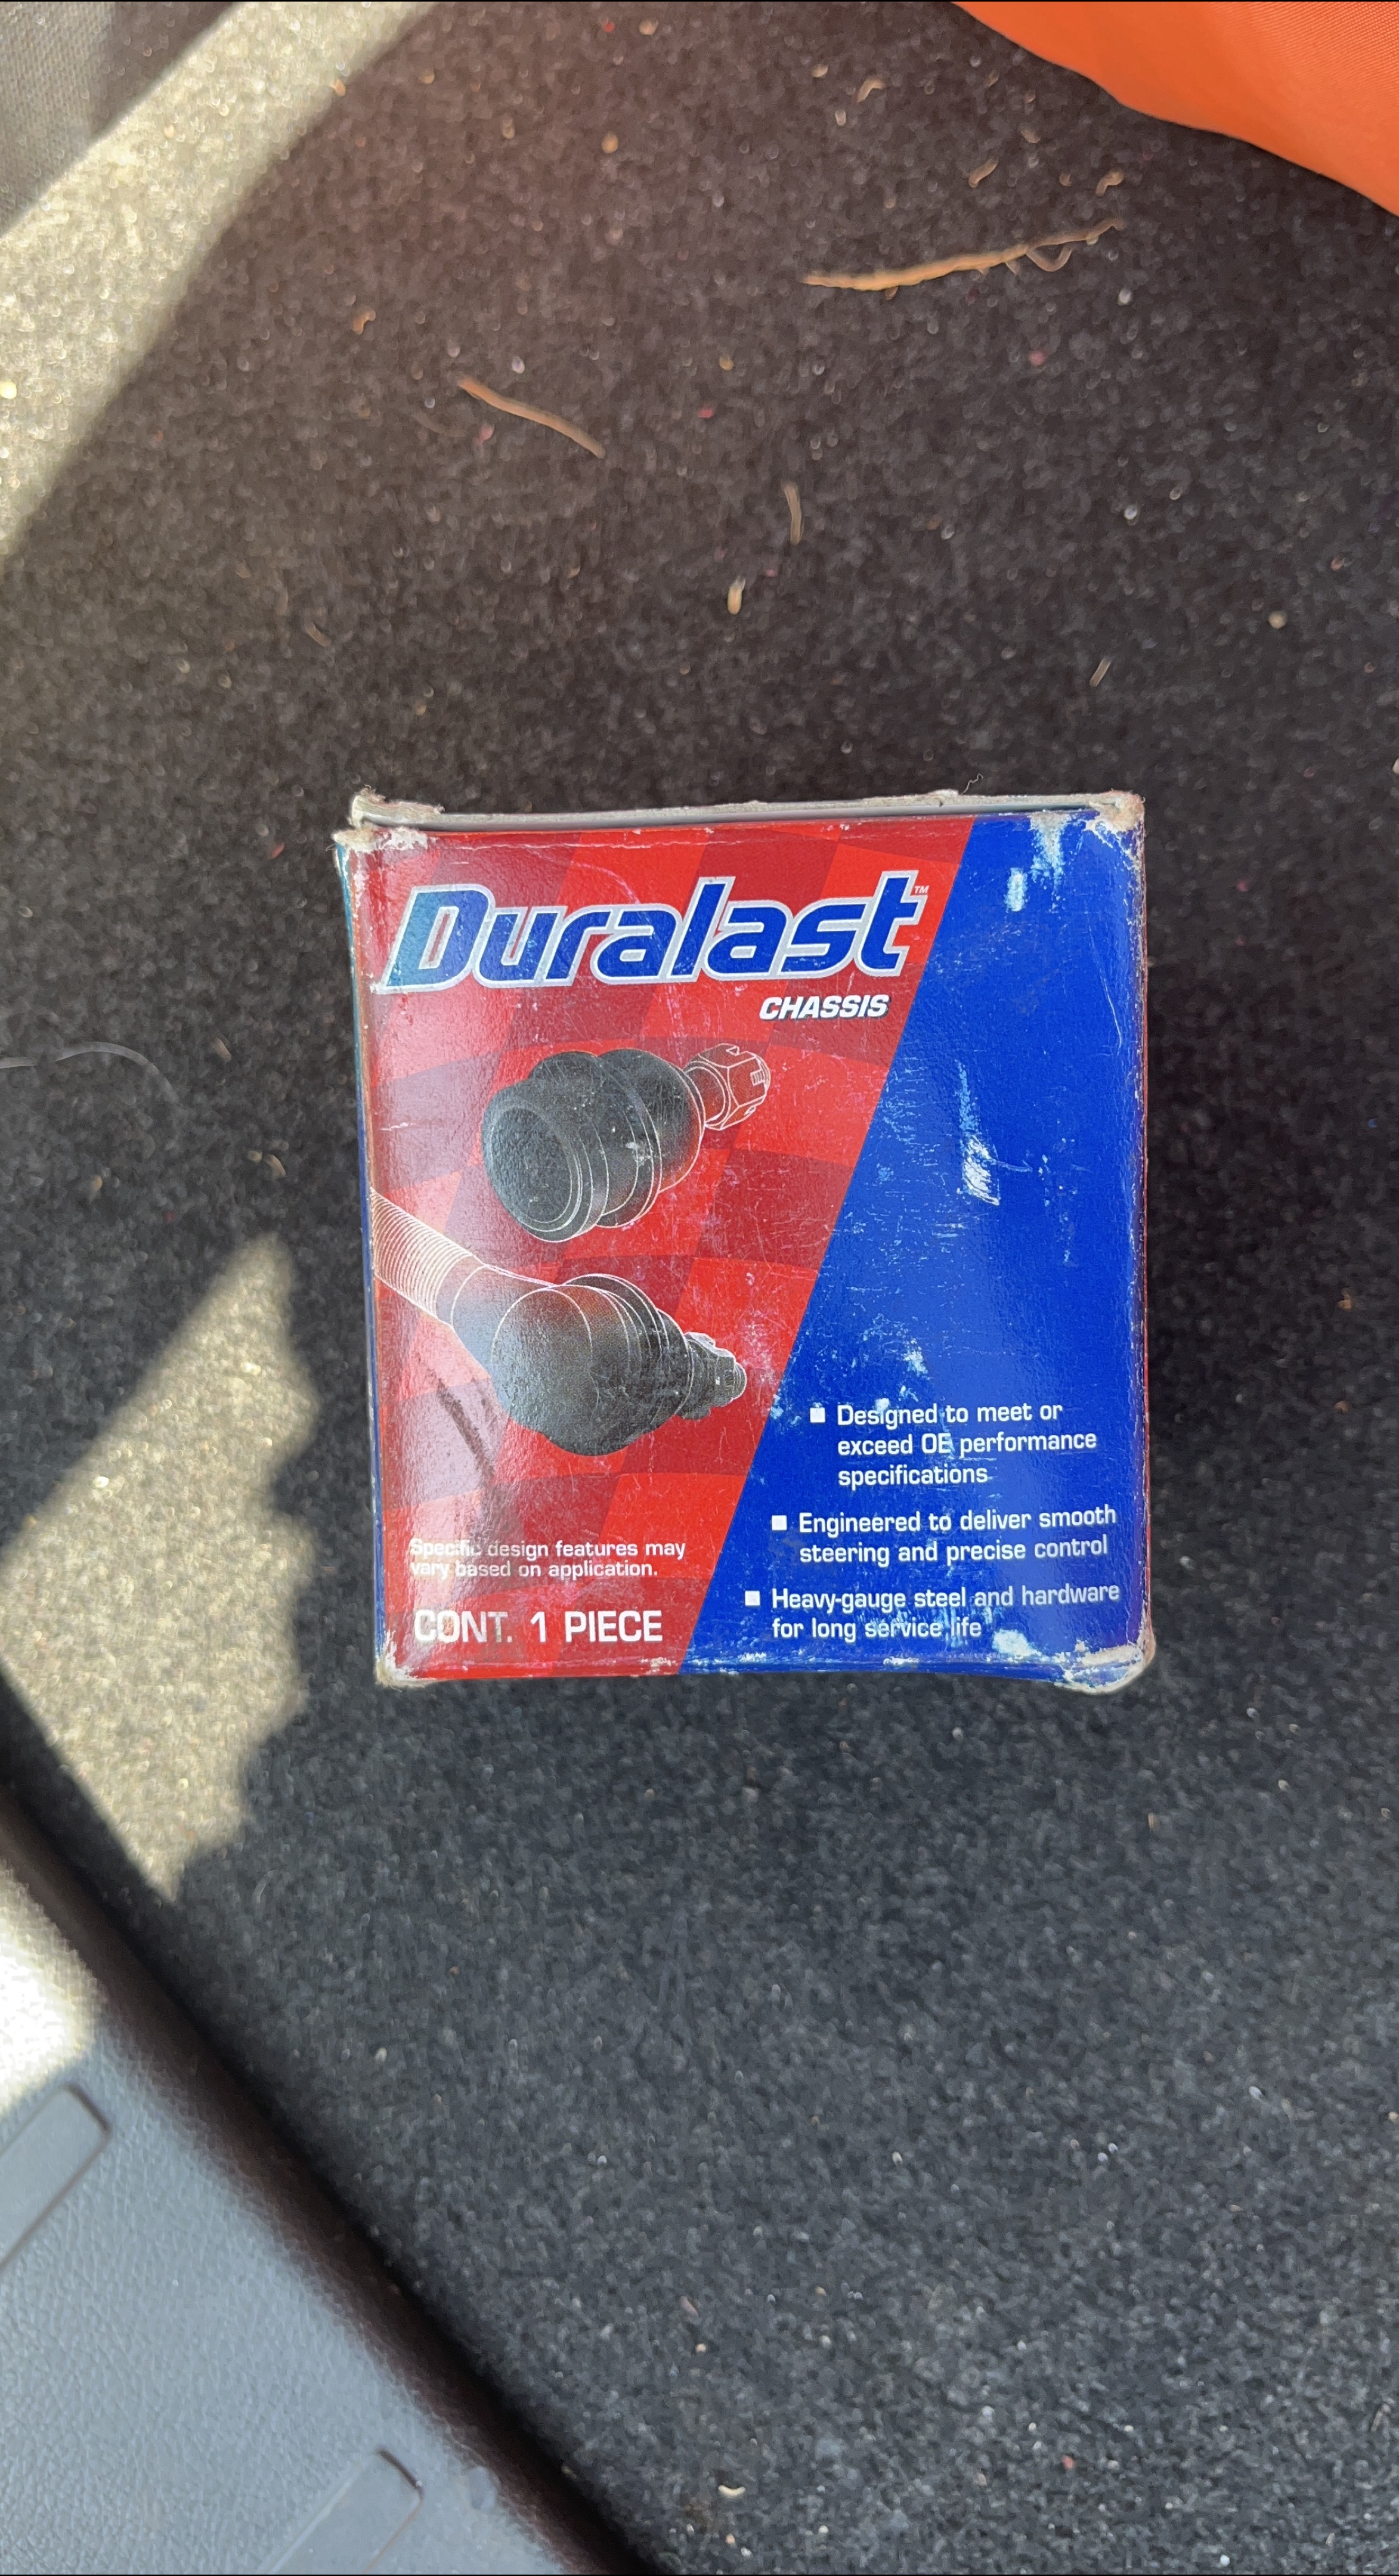 Duralast™
CHASSIS
Designed to meet or
exceed OE performance
specifications
Engineered to deliver smooth
steering and precise control
Heavy-gauge steel and hardware
for long service life
Specific design features may
vary based on application.
CONT. 1 PIECE